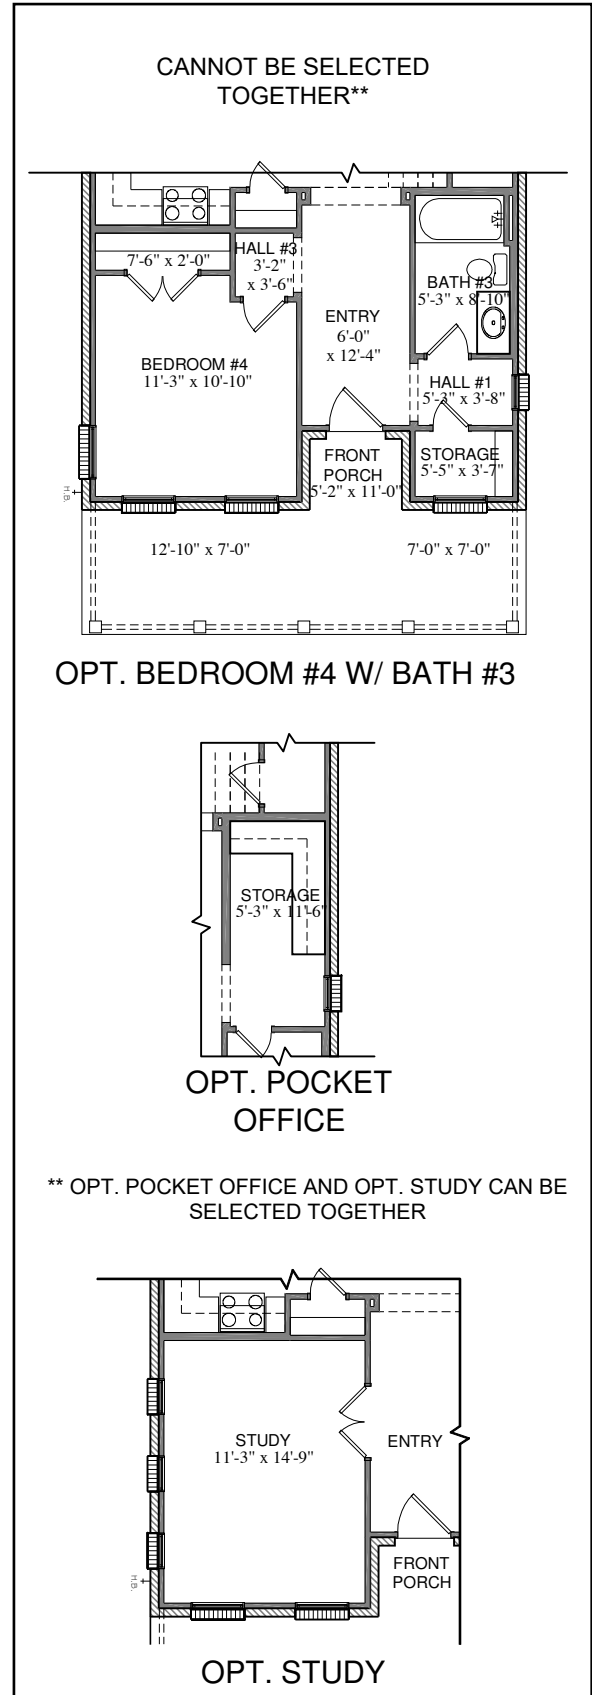 CANNOT BE SELECTED
TOGETHER**
7'-6" x 2'-0"
HALL #3
3'-2"
x 3'-6"
BATH #3
5'-3" x 8'-10"
ENTRY
6'-0"
x 12'-4"
BEDROOM #4
11'-3" x 10'-10"
HALL #1
5'-3" x 3'-8"
FRONT
PORCH
5'-2" x 11'-0"
STORAGE
5'-5" x 3'-7"
H.B.
12'-10" x 7'-0"
7'-0" x 7'-0"
OPT. BEDROOM #4 W/ BATH #3
STORAGE
5'-3" x 11'-6"
OPT. POCKET
OFFICE
** OPT. POCKET OFFICE AND OPT. STUDY CAN BE
SELECTED TOGETHER
STUDY
11'-3" x 14'-9"
ENTRY
FRONT
PORCH
H.B.
OPT. STUDY